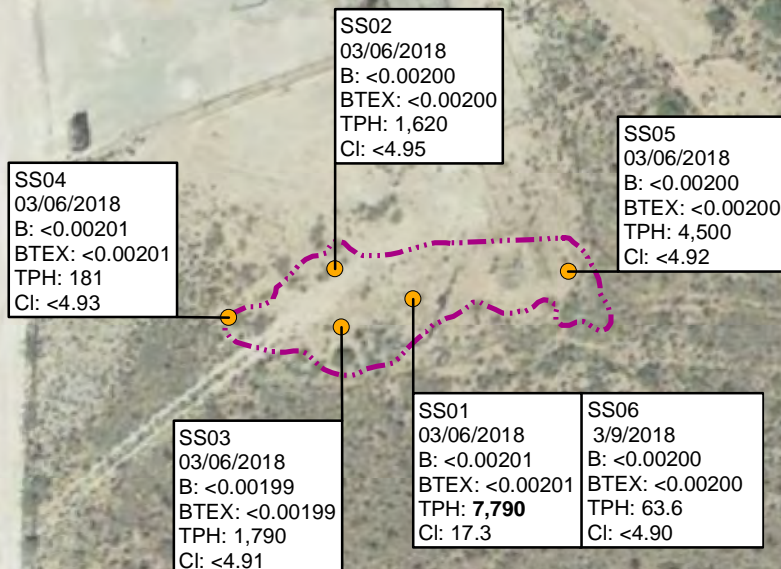 SS02
03/06/2018
B: <0.00200
BTEX: <0.00200
TPH: 1,620
Cl: <4.95
SS05
03/06/2018
B: <0.00200
BTEX: <0.00200
TPH: 4,500
Cl: <4.92
SS04
03/06/2018
B: <0.00201
BTEX: <0.00201
TPH: 181
Cl: <4.93
SS03
03/06/2018
B: <0.00199
BTEX: <0.00199
TPH: 1,790
Cl: <4.91
SS01
03/06/2018
B: <0.00201
BTEX: <0.00201
TPH: 7,790
Cl: 17.3
SS06
3/9/2018
B: <0.00200
BTEX: <0.00200
TPH: 63.6
Cl: <4.90